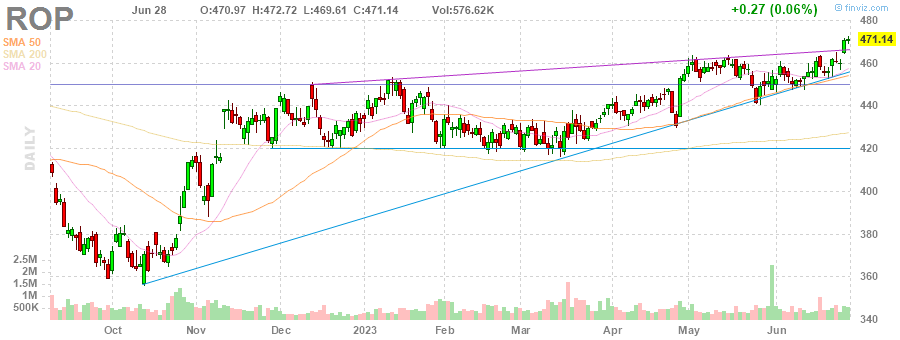 ROP
Jun 28 O:470.97 H:472.72 L:469.61 C:471.14 Vol:576.62K +0.27 (0.06%)
© finviz.com
SMA 50
SMA 200
SMA 20
DAILY
480
471.14
460
440
420
400
380
360
340
2.5M
2M
1.5M
1M
500K
Oct Nov Dec 2023 Feb Mar Apr May Jun